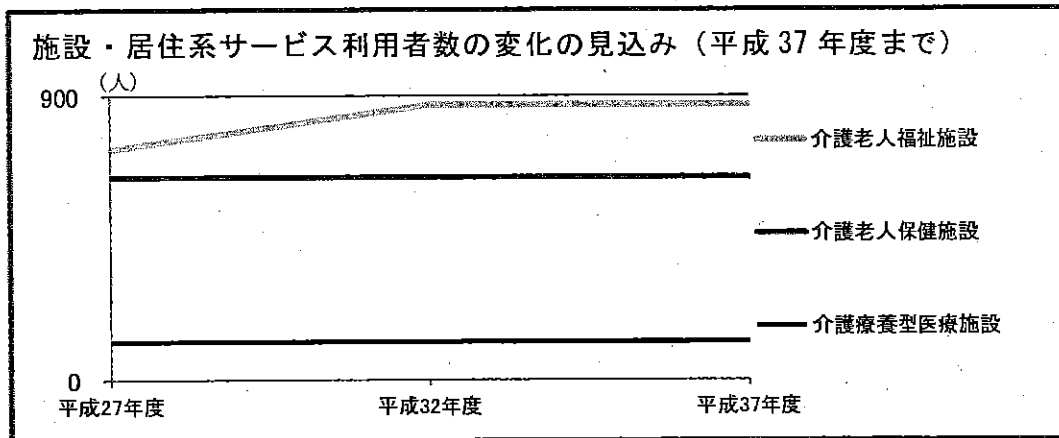 施設・居住系サービス利用者数の変化の見込み（平成37年度まで）
（人）
900
介護老人福祉施設
介護老人保健施設
介護療養型医療施設
0
平成27年度
平成32年度
平成37年度